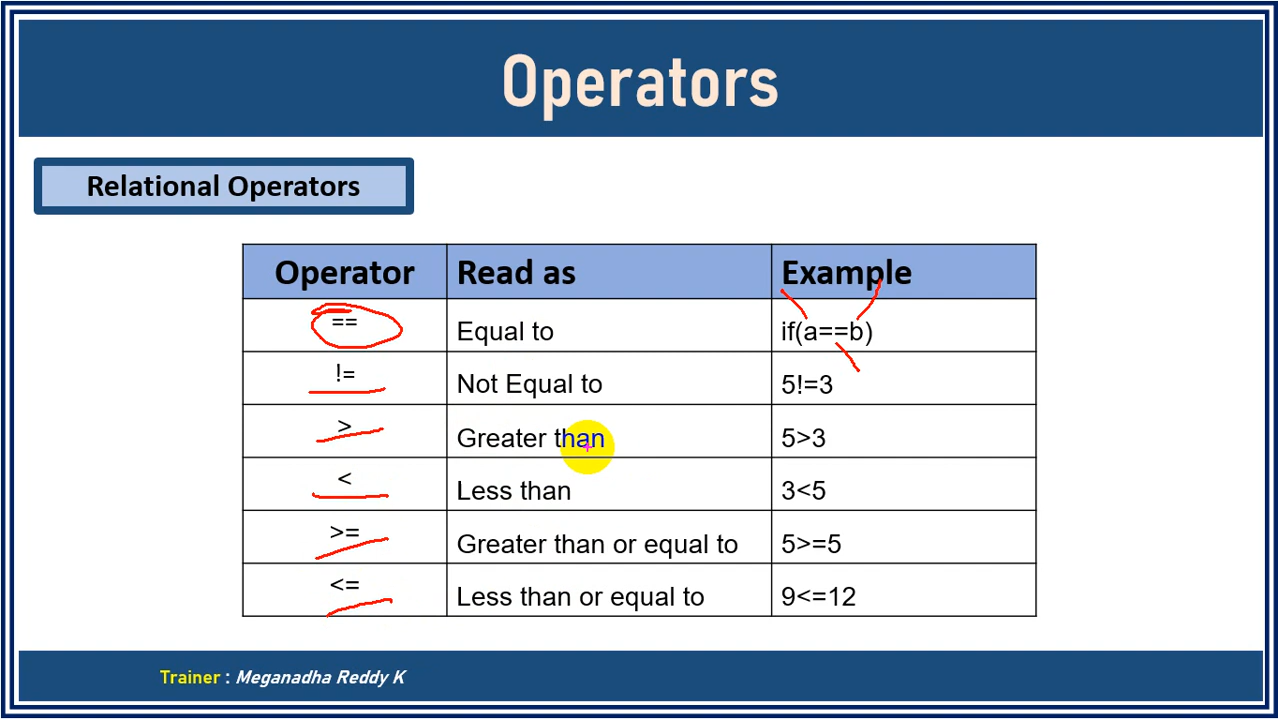 Operators
Relational Operators
Operator Read as Example
== Equal to if(a==b)
!= Not Equal to 5!=3
> Greater than 5>3
< Less than 3<5
>= Greater than or equal to 5>=5
<= Less than or equal to 9<=12
Trainer : Meganadha Reddy K